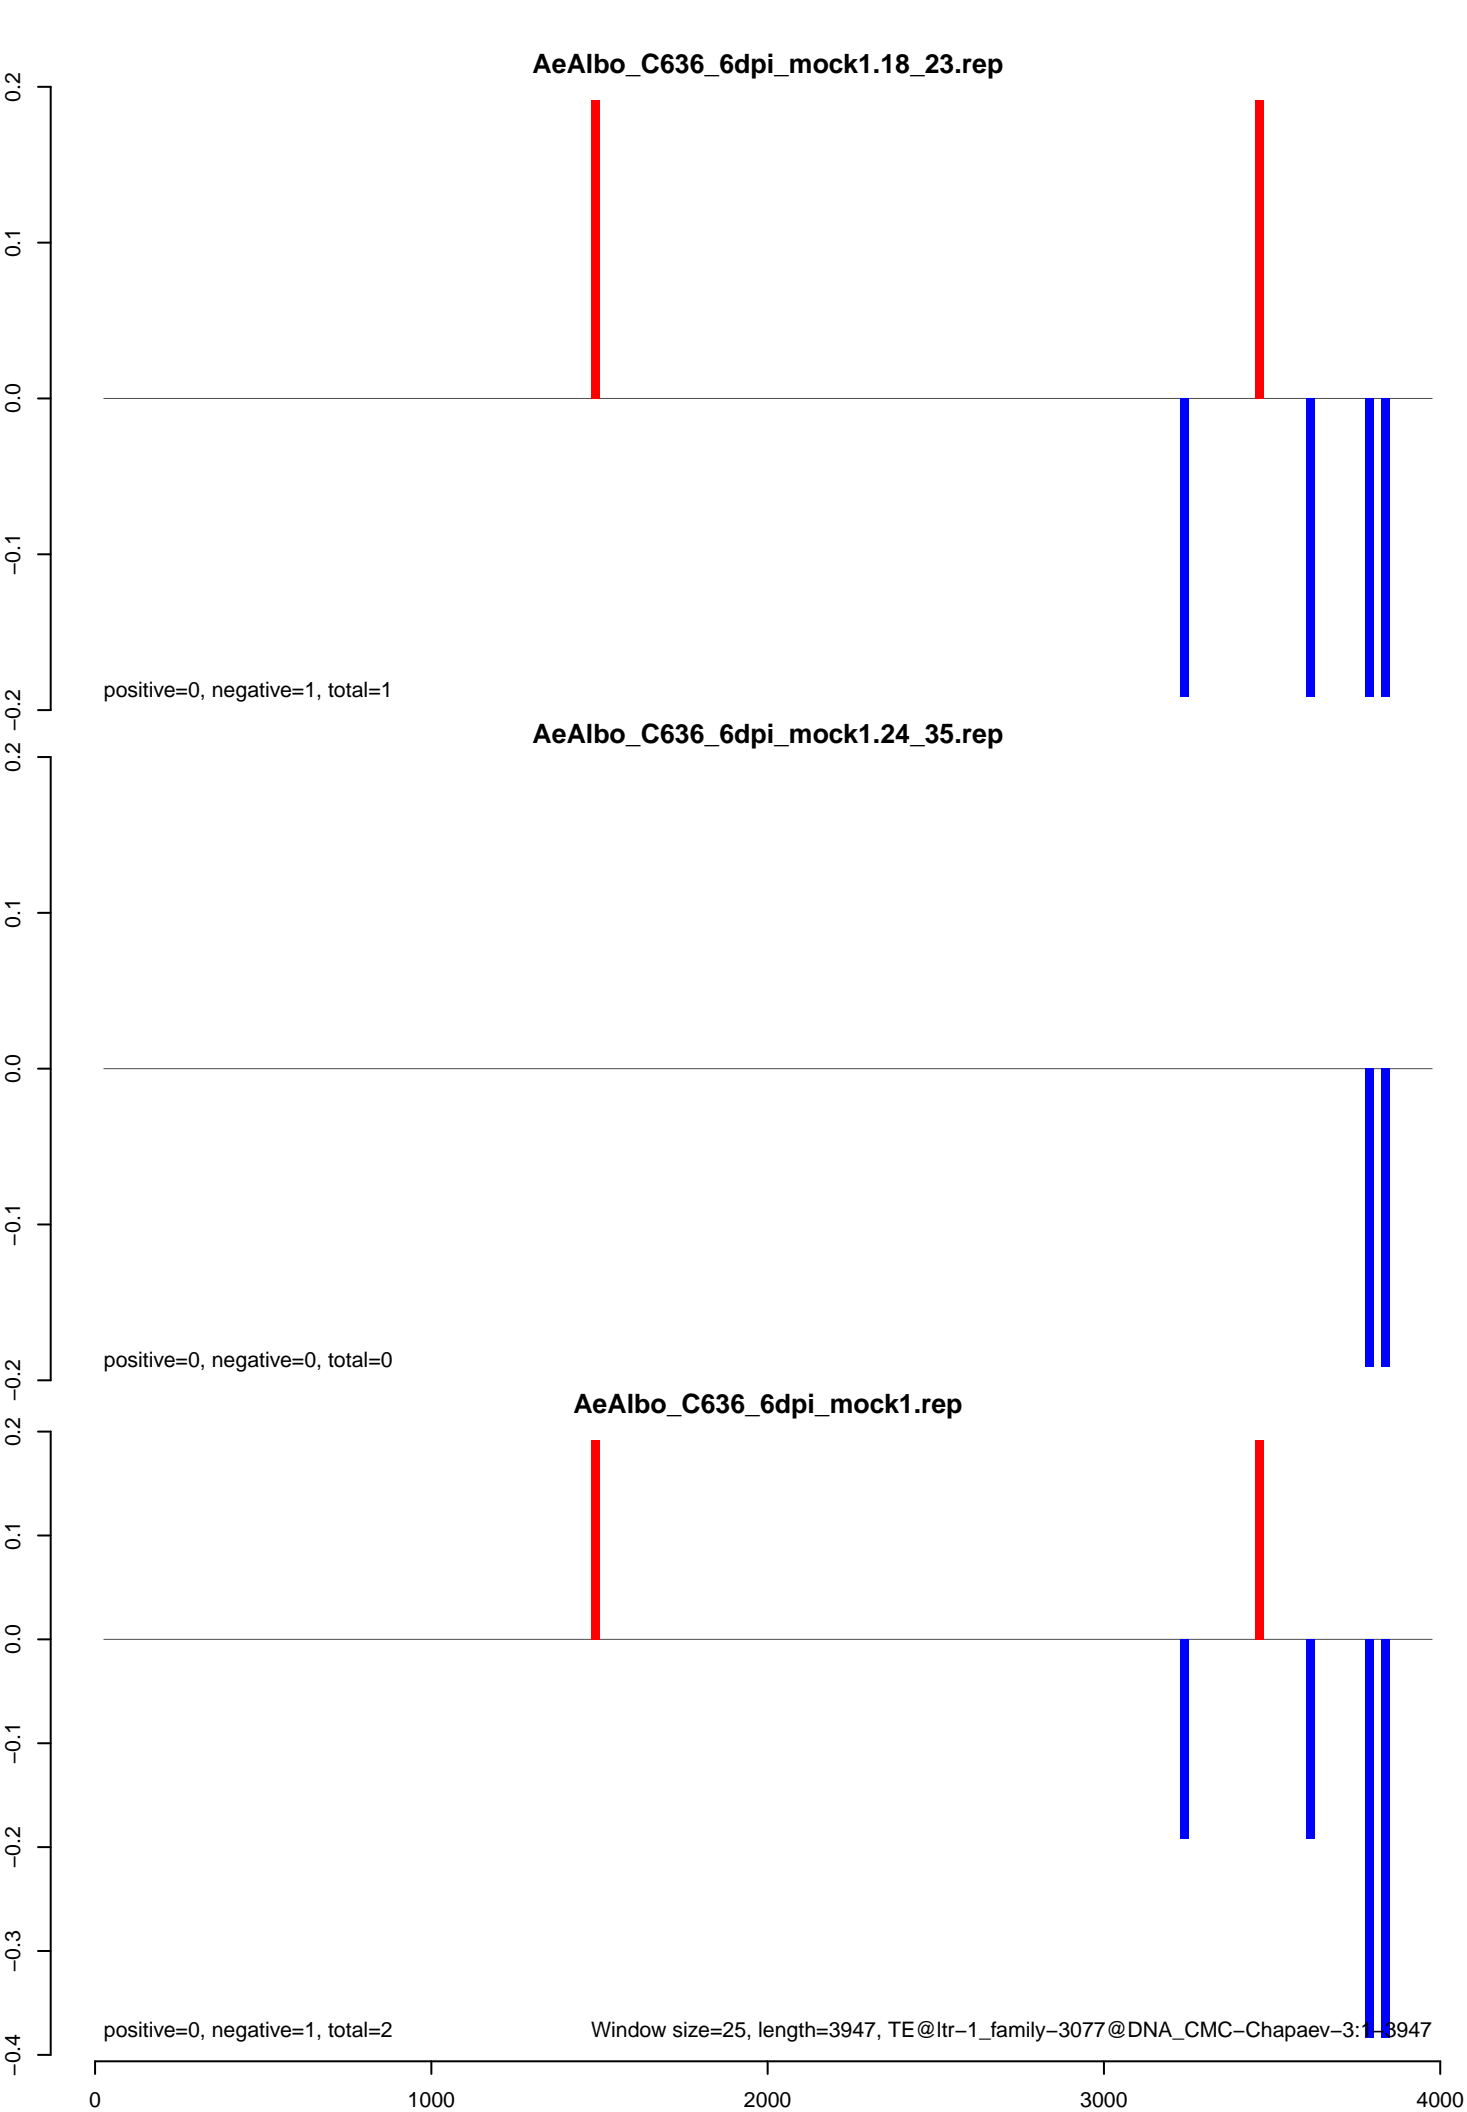 AeAlbo_C636_6dpi_mock1.18_23.rep
0.2
0.1
0.0
−0.1
−0.2
positive=0, negative=1, total=1
AeAlbo_C636_6dpi_mock1.24_35.rep
0.2
0.1
0.0
−0.1
−0.2
positive=0, negative=0, total=0
AeAlbo_C636_6dpi_mock1.rep
0.2
0.1
0.0
−0.1
−0.2
−0.3
−0.4
positive=0, negative=1, total=2
Window size=25, length=3947, TE@ltr−1_family−3077@DNA_CMC−Chapaev−3:1−3947
0 1000 2000 3000 4000